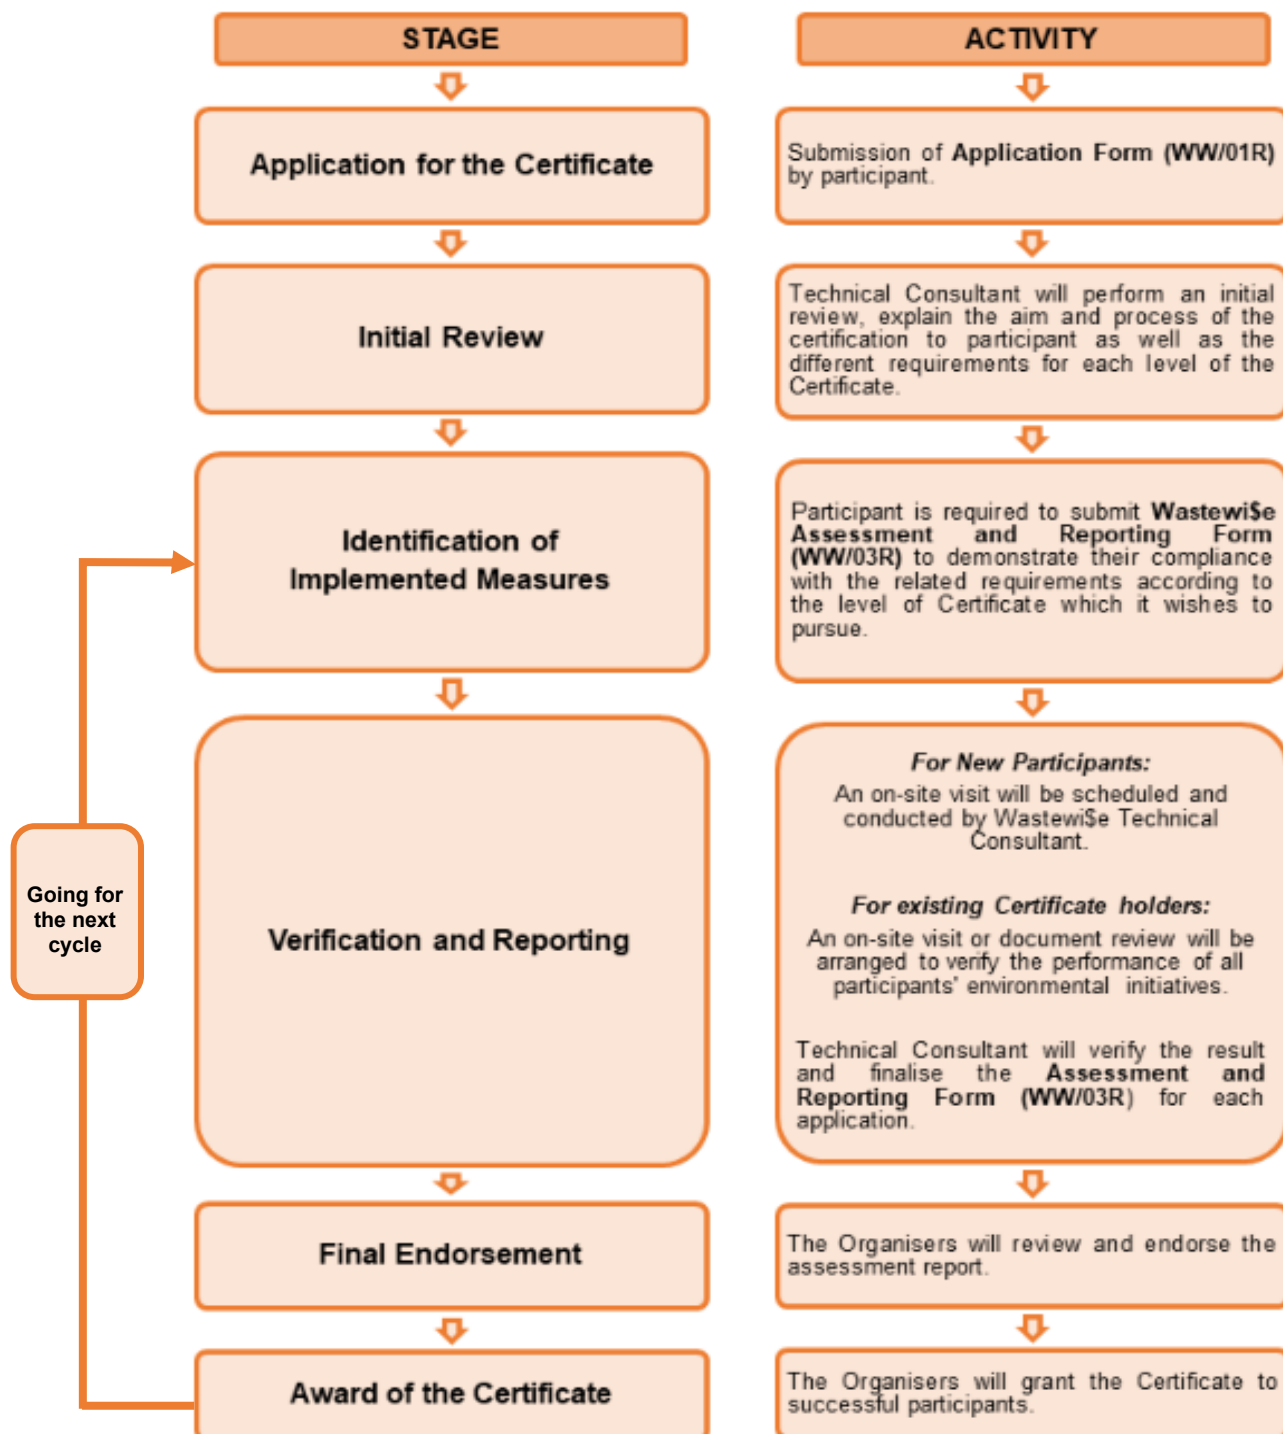 STAGE
ACTIVITY
Application for the Certificate
Submission of Application Form (WW/01R)
by participant.
Initial Review
Technical Consultant will perform an initial
review, explain the aim and process of the
certification to participant as well as the
different requirements for each level of the
Certificate.
Identification of
Implemented Measures
Participant is required to submit Wastewi$e
Assessment and Reporting Form
(WW/03R) to demonstrate their compliance
with the related requirements according to
the level of Certificate which it wishes to
pursue.
Going for
the next
cycle
Verification and Reporting
For New Participants:
An on-site visit will be scheduled and
conducted by Wastewi$e Technical
Consultant.
For existing Certificate holders:
An on-site visit or document review will be
arranged to verify the performance of all
participants' environmental initiatives.
Technical Consultant will verify the result
and finalise the Assessment and
Reporting Form (WW/03R) for each
application.
Final Endorsement
The Organisers will review and endorse the
assessment report.
Award of the Certificate
The Organisers will grant the Certificate to
successful participants.